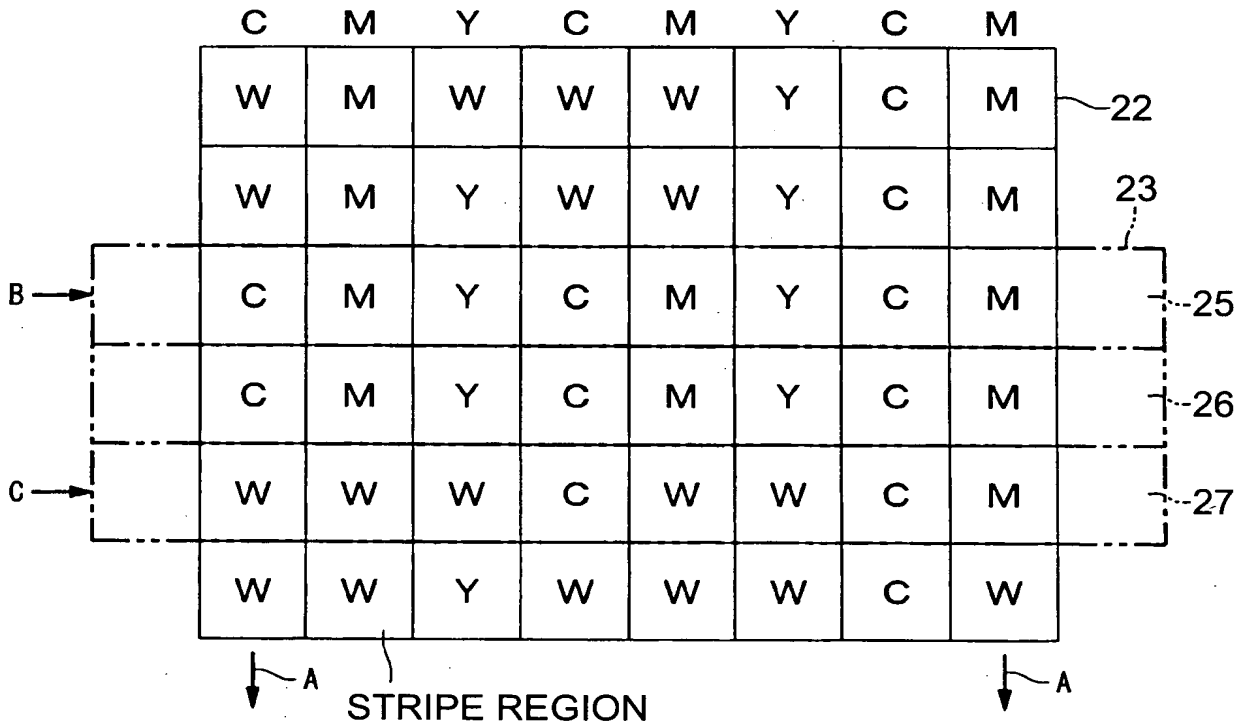 C M Y C M Y C M
W M W W W Y C M 22
W M Y W W Y C M
23
B C M Y C M Y C M 25
C M Y C M Y C M 26
C W W W C W W C M 27
W W Y W W W C W
A A
STRIPE REGION